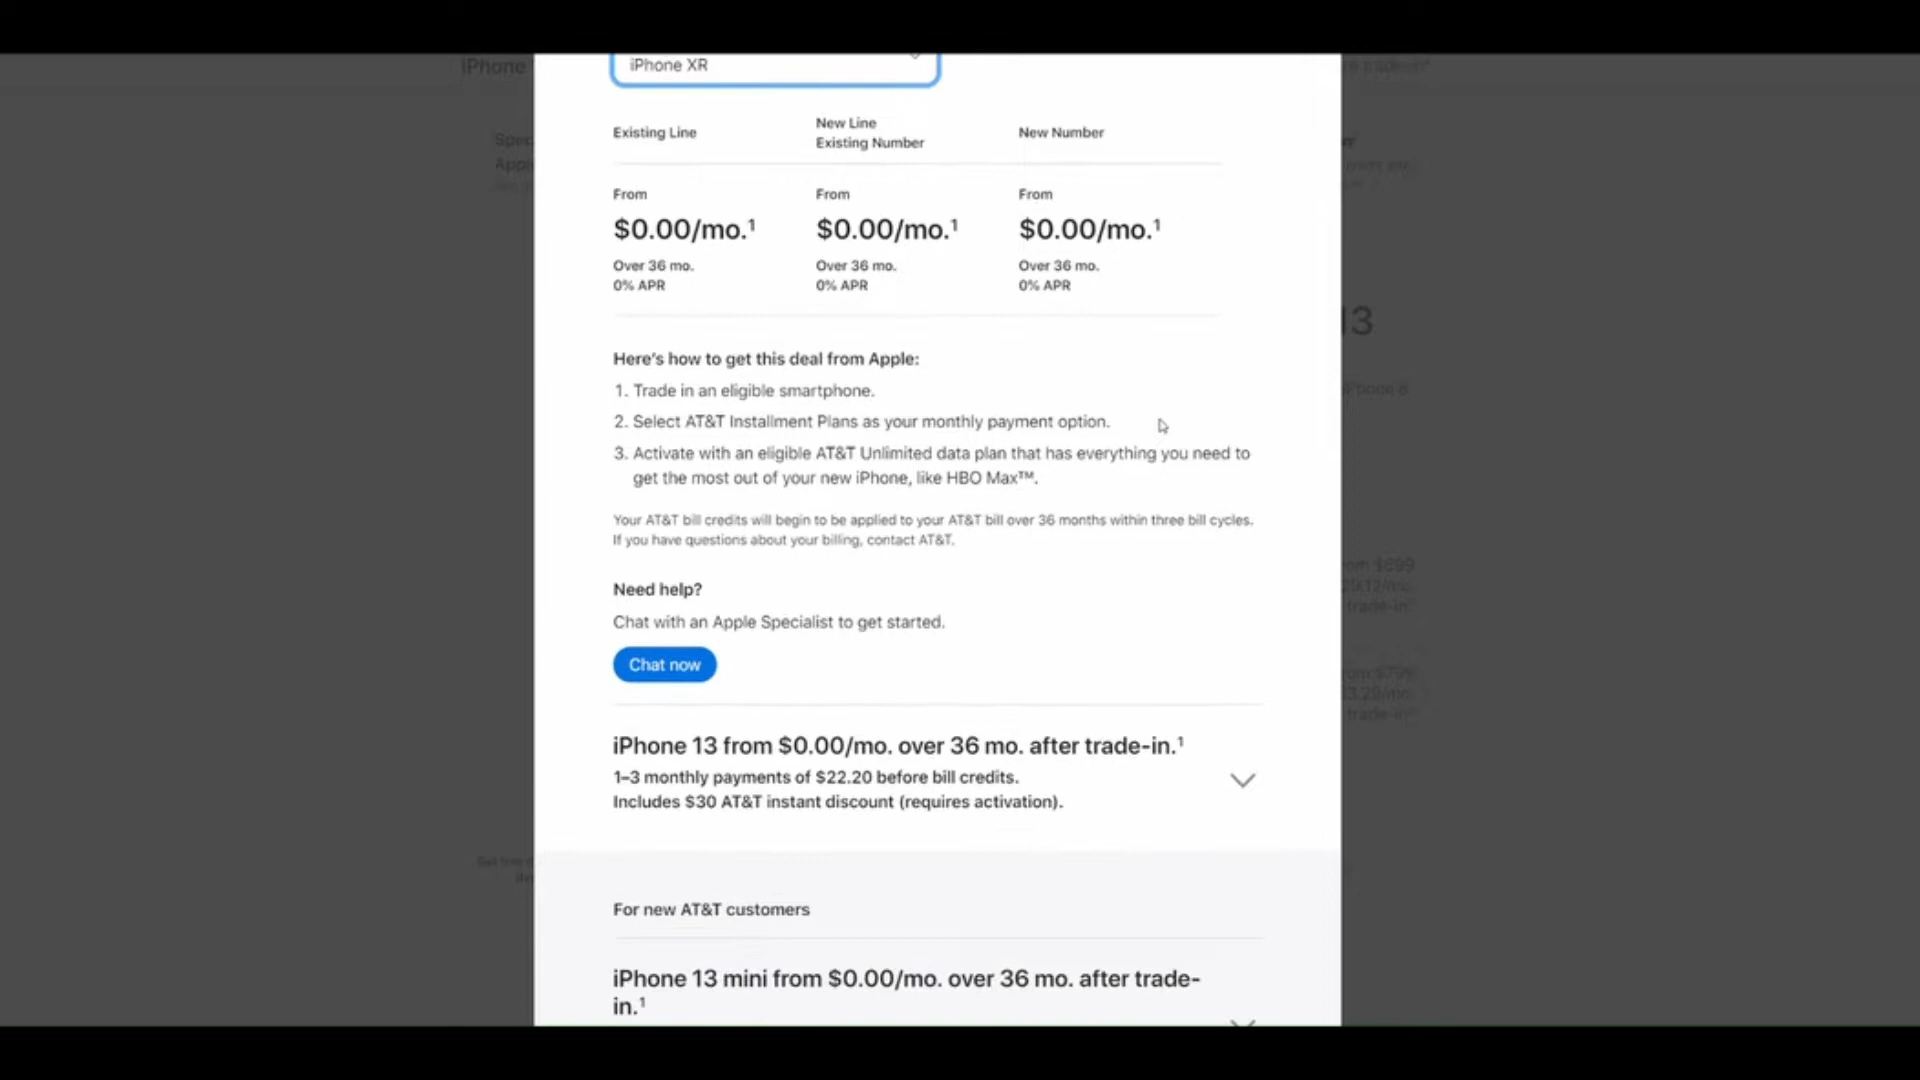 iPhone
iPhone XR
Existing Line
New Line
Existing Number
New Number
From
From
From
$0.00/mo.¹
$0.00/mo.¹
$0.00/mo.¹
Over 36 mo.
Over 36 mo.
Over 36 mo.
0% APR
0% APR
0% APR
13
Here's how to get this deal from Apple:
1. Trade in an eligible smartphone.
2. Select AT&T Installment Plans as your monthly payment option.
3. Activate with an eligible AT&T Unlimited data plan that has everything you need to
get the most out of your new iPhone, like HBO Max™.
Your AT&T bill credits will begin to be applied to your AT&T bill over 36 months within three bill cycles.
If you have questions about your billing, contact AT&T.
Need help?
Chat with an Apple Specialist to get started.
Chat now
iPhone 13 from $0.00/mo. over 36 mo. after trade-in.¹
1–3 monthly payments of $22.20 before bill credits.
Includes $30 AT&T instant discount (requires activation).
For new AT&T customers
iPhone 13 mini from $0.00/mo. over 36 mo. after trade-
in.¹